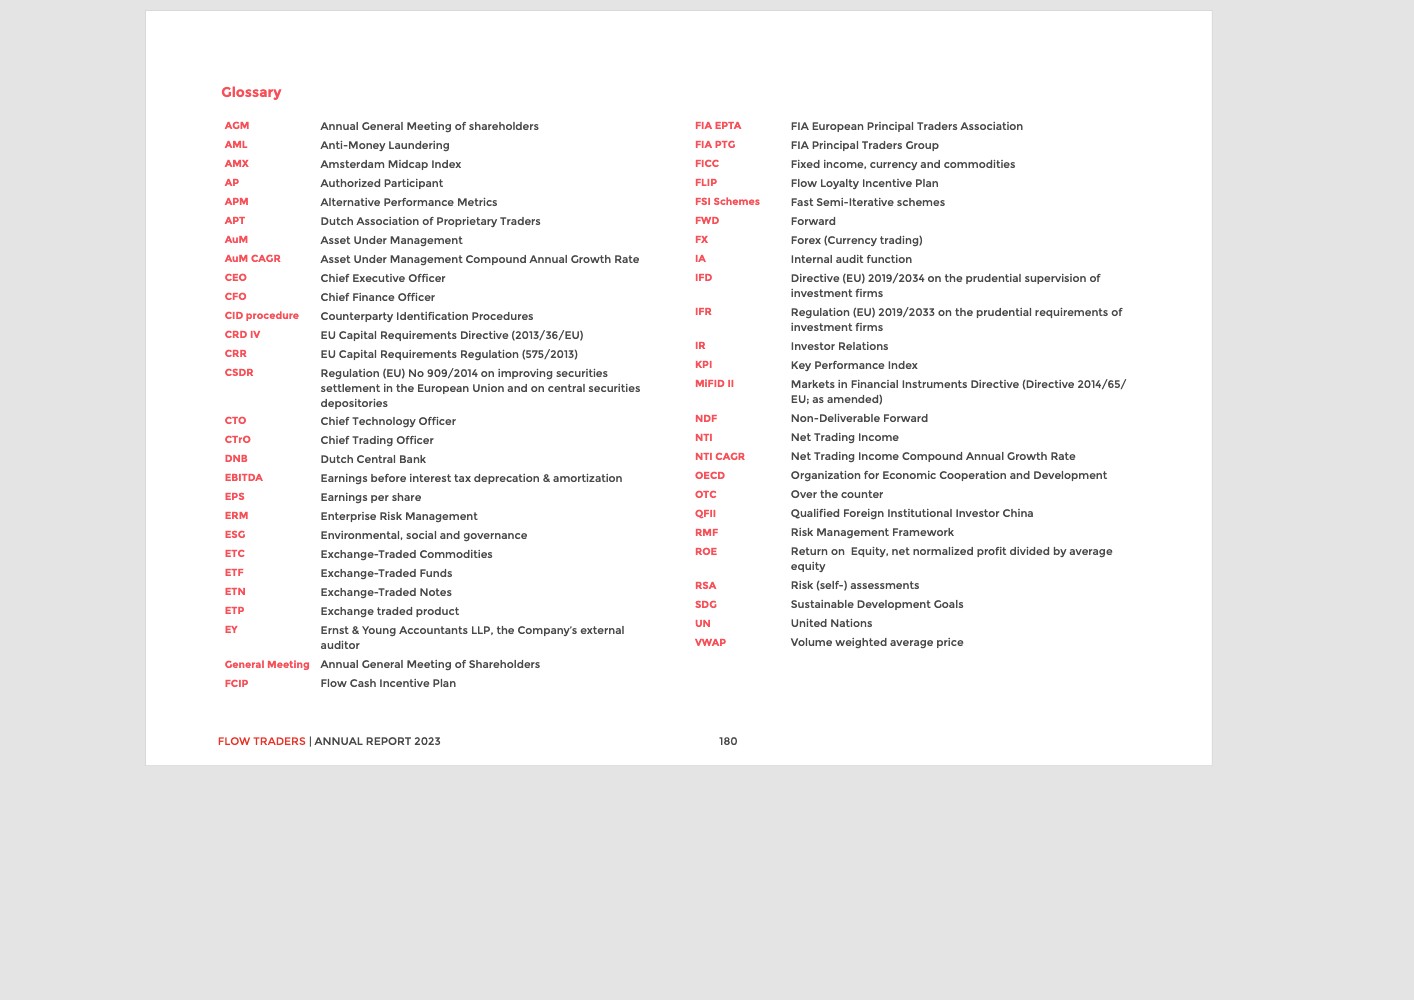 Glossary
AGM Annual General Meeting of shareholders
AML Anti-Money Laundering
AMX Amsterdam Midcap Index
AP Authorized Participant
APM Alternative Performance Metrics
APT Dutch Association of Proprietary Traders
AuM Asset Under Management
AuM CAGR Asset Under Management Compound Annual Growth Rate
CEO Chief Executive Officer
CFO Chief Finance Officer
CID procedure Counterparty Identification Procedures
CRD IV EU Capital Requirements Directive (2013/36/EU)
CRR EU Capital Requirements Regulation (575/2013)
CSDR Regulation (EU) No 909/2014 on improving securities
settlement in the European Union and on central securities
depositories
CTO Chief Technology Officer
CTrO Chief Trading Officer
DNB Dutch Central Bank
EBITDA Earnings before interest tax deprecation & amortization
EPS Earnings per share
ERM Enterprise Risk Management
ESG Environmental, social and governance
ETC Exchange-Traded Commodities
ETF Exchange-Traded Funds
ETN Exchange-Traded Notes
ETP Exchange traded product
EY Ernst & Young Accountants LLP, the Company's external
auditor
General Meeting Annual General Meeting of Shareholders
FCIP Flow Cash Incentive Plan
FIA EPTA FIA European Principal Traders Association
FIA PTG FIA Principal Traders Group
FICC Fixed income, currency and commodities
FLIP Flow Loyalty Incentive Plan
FSI Schemes Fast Semi-Iterative schemes
FWD Forward
FX Forex (Currency trading)
IA Internal audit function
IFD Directive (EU) 2019/2034 on the prudential supervision of
investment firms
IFR Regulation (EU) 2019/2033 on the prudential requirements of
investment firms
IR Investor Relations
KPI Key Performance Index
MiFID II Markets in Financial Instruments Directive (Directive 2014/65/
EU; as amended)
NDF Non-Deliverable Forward
NTI Net Trading Income
NTI CAGR Net Trading Income Compound Annual Growth Rate
OECD Organization for Economic Cooperation and Development
OTC Over the counter
QFII Qualified Foreign Institutional Investor China
RMF Risk Management Framework
ROE Return on  Equity, net normalized profit divided by average
equity
RSA Risk (self-) assessments
SDG Sustainable Development Goals
UN United Nations
VWAP Volume weighted average price
FLOW TRADERS | ANNUAL REPORT 2023 180